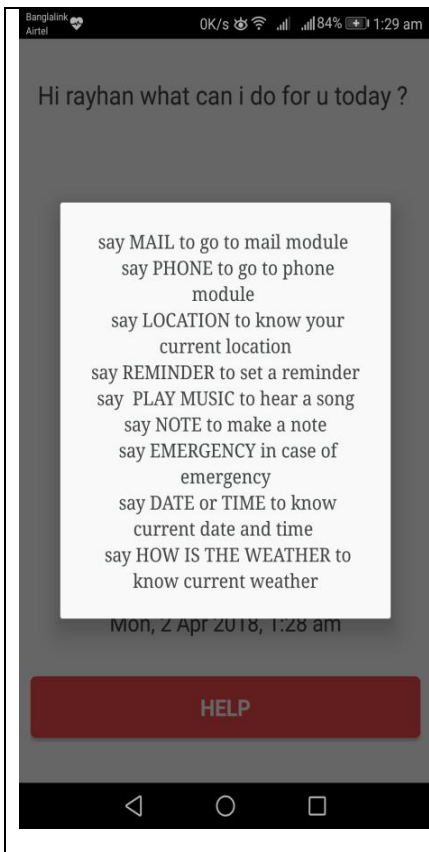 Banglalink
Airtel
0K/s 84% 1:29 am
Hi rayhan what can i do for u today ?
say MAIL to go to mail module
say PHONE to go to phone
module
say LOCATION to know your
current location
say REMINDER to set a reminder
say PLAY MUSIC to hear a song
say NOTE to make a note
say EMERGENCY in case of
emergency
say DATE or TIME to know
current date and time
say HOW IS THE WEATHER to
know current weather
Mon, 2 Apr 2018, 1:28 am
HELP